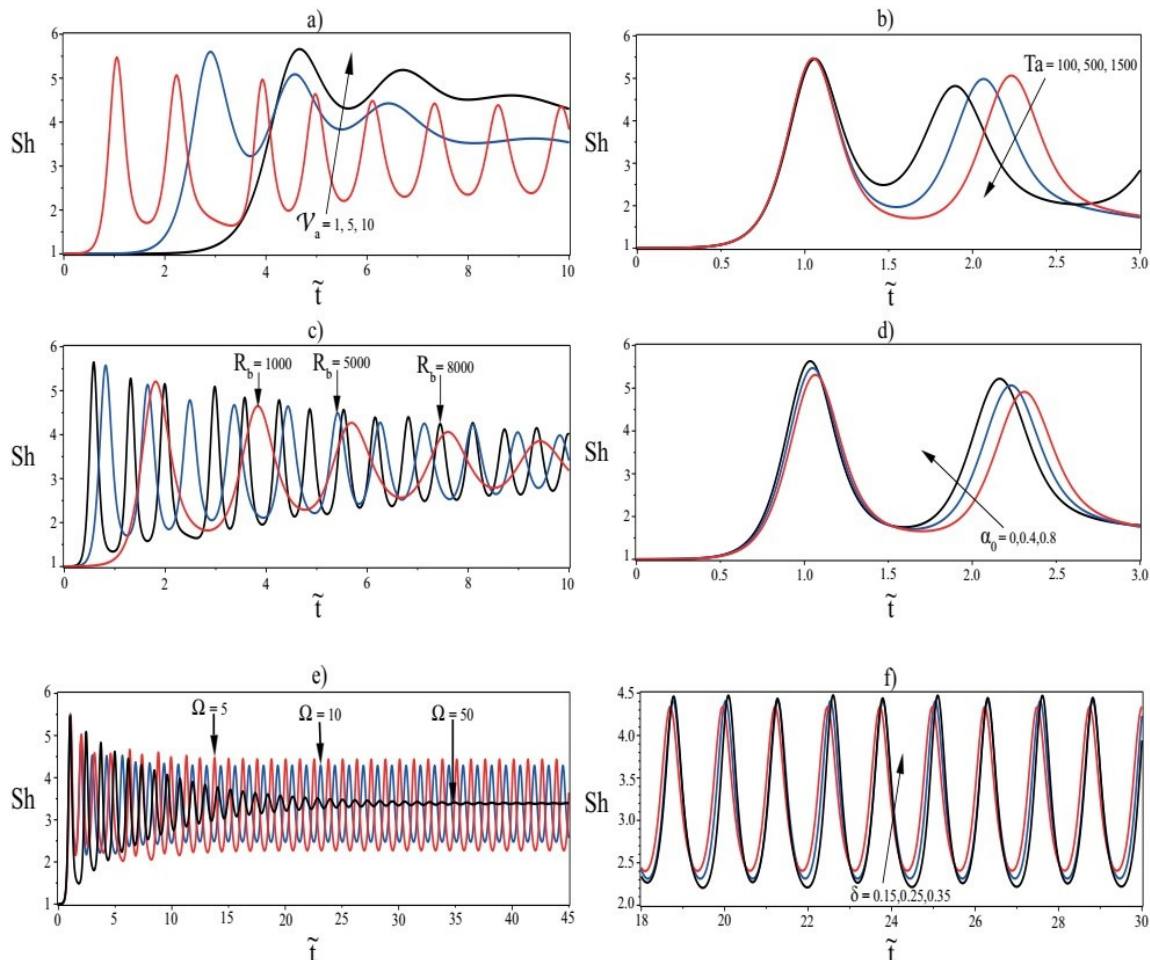 a)
6
5
4
3
2
1
Sh
𝒱a = 1, 5, 10
0 2 4 6 8 10
t̃
b)
6
5
4
3
2
1
Sh
Ta = 100, 500, 1500
0 0.5 1.0 1.5 2.0 2.5 3.0
t̃
c)
6
5
4
3
2
1
Sh
Rb = 1000 Rb = 5000 Rb = 8000
0 2 4 6 8 10
t̃
d)
6
5
4
3
2
1
Sh
α0 = 0,0.4,0.8
0 0.5 1.0 1.5 2.0 2.5 3.0
t̃
e)
6
5
4
3
2
1
Sh
Ω = 5 Ω = 10 Ω = 50
0 5 10 15 20 25 30 35 40 45
t̃
f)
4.5
4.0
3.5
3.0
2.5
2.0
Sh
δ = 0.15,0.25,0.35
18 20 22 24 26 28 30
t̃